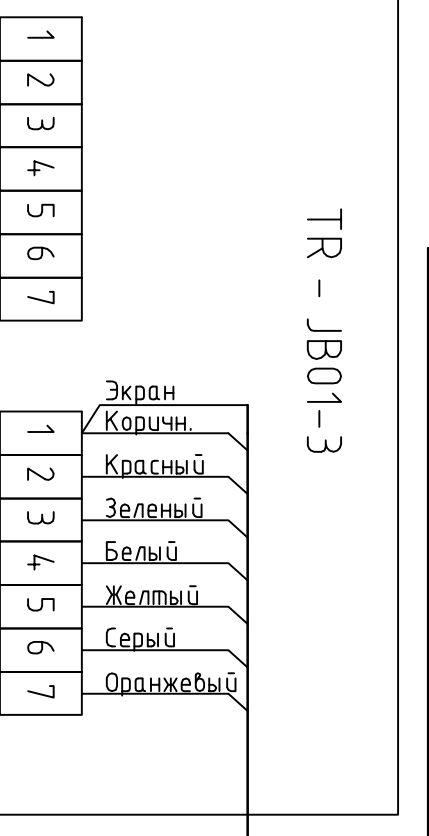 1
2
3
4
5
6
7
TR - JB01-3
Экран
1 Коричн.
2 Красный
3 Зеленый
4 Белый
5 Желтый
6 Серый
7 Оранжевый